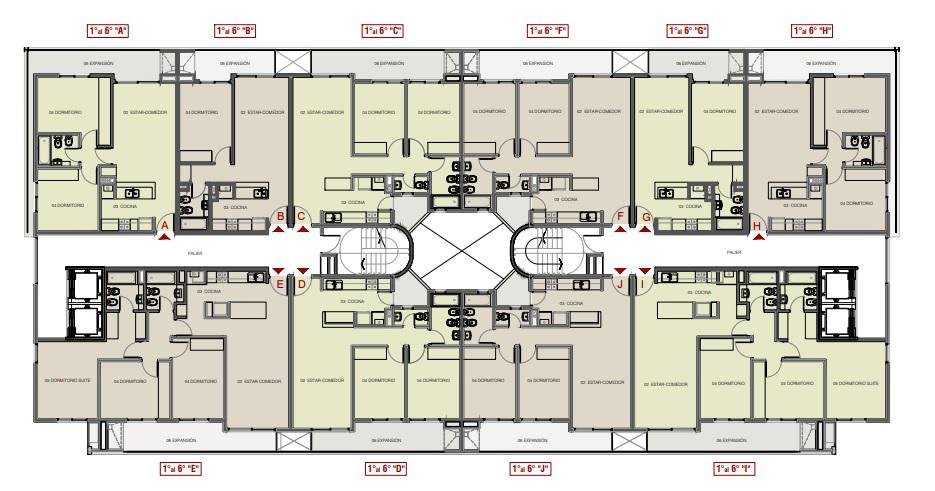 1°al 6° "A" 1°al 6° "B" 1°al 6° "C" 1°al 6° "F" 1°al 6° "G" 1°al 6° "H"
06 EXPANSIÓN 06 EXPANSIÓN 06 EXPANSIÓN 06 EXPANSIÓN 06 EXPANSIÓN 06 EXPANSIÓN
04 DORMITORIO 02 ESTAR-COMEDOR 04 DORMITORIO 02 ESTAR-COMEDOR 02 ESTAR-COMEDOR 04 DORMITORIO 04 DORMITORIO 04 DORMITORIO 04 DORMITORIO 02 ESTAR-COMEDOR 02 ESTAR-COMEDOR 04 DORMITORIO 02 ESTAR-COMEDOR 04 DORMITORIO
04 DORMITORIO 03 COCINA 03 COCINA 03 COCINA 03 COCINA 03 COCINA 03 COCINA 04 DORMITORIO
A B C F G H
PALIER PALIER
E D J I
03 COCINA 03 COCINA 03 COCINA 03 COCINA
05 DORMITORIO SUITE 04 DORMITORIO 04 DORMITORIO 02 ESTAR-COMEDOR 02 ESTAR-COMEDOR 04 DORMITORIO 04 DORMITORIO 04 DORMITORIO 04 DORMITORIO 02 ESTAR-COMEDOR 02 ESTAR-COMEDOR 04 DORMITORIO 04 DORMITORIO 05 DORMITORIO SUITE
06 EXPANSIÓN 06 EXPANSIÓN 06 EXPANSIÓN 06 EXPANSIÓN
1°al 6° "E" 1°al 6° "D" 1°al 6° "J" 1°al 6° "I"